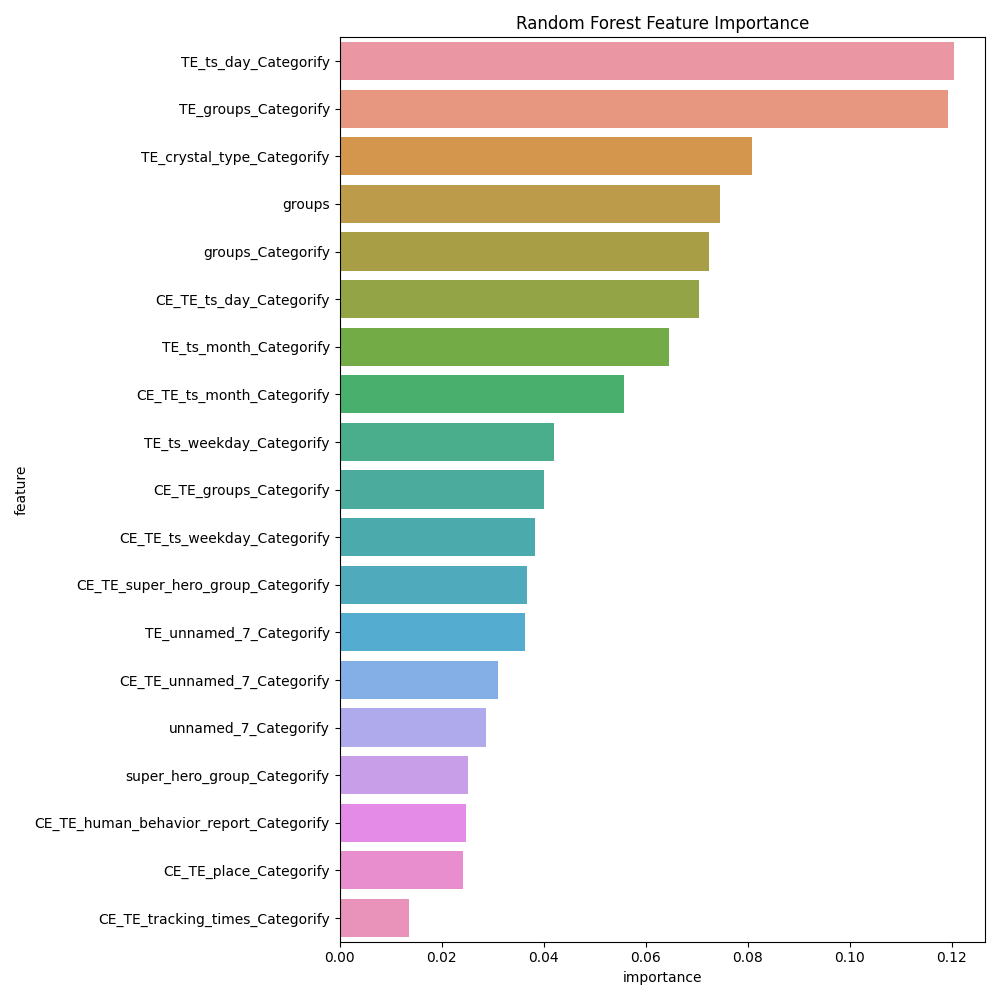 Random Forest Feature Importance
feature
TE_ts_day_Categorify
TE_groups_Categorify
TE_crystal_type_Categorify
groups
groups_Categorify
CE_TE_ts_day_Categorify
TE_ts_month_Categorify
CE_TE_ts_month_Categorify
TE_ts_weekday_Categorify
CE_TE_groups_Categorify
CE_TE_ts_weekday_Categorify
CE_TE_super_hero_group_Categorify
TE_unnamed_7_Categorify
CE_TE_unnamed_7_Categorify
unnamed_7_Categorify
super_hero_group_Categorify
CE_TE_human_behavior_report_Categorify
CE_TE_place_Categorify
CE_TE_tracking_times_Categorify
0.00 0.02 0.04 0.06 0.08 0.10 0.12
importance